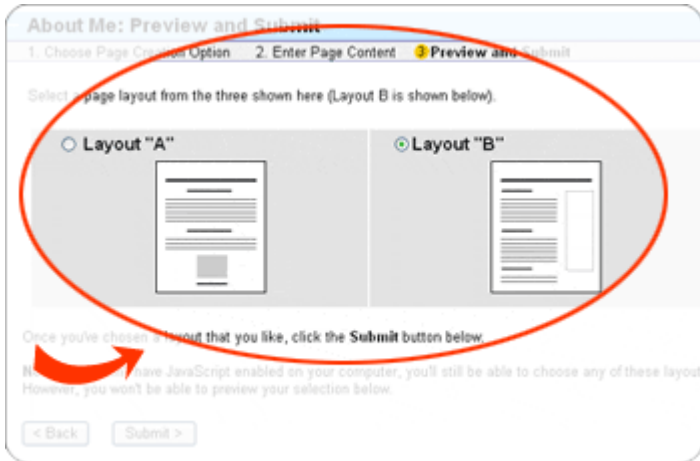 About Me: Preview and Submit
1. Choose Page Creation Option 2. Enter Page Content 3 Preview and Submit
Select a page layout from the three shown here (Layout B is shown below).
Layout "A" Layout "B"
Once you've chosen a layout that you like, click the Submit button below.
have JavaScript enabled on your computer, you'll still be able to choose any of these layout
However, you won't be able to preview your selection below.
< Back Submit >